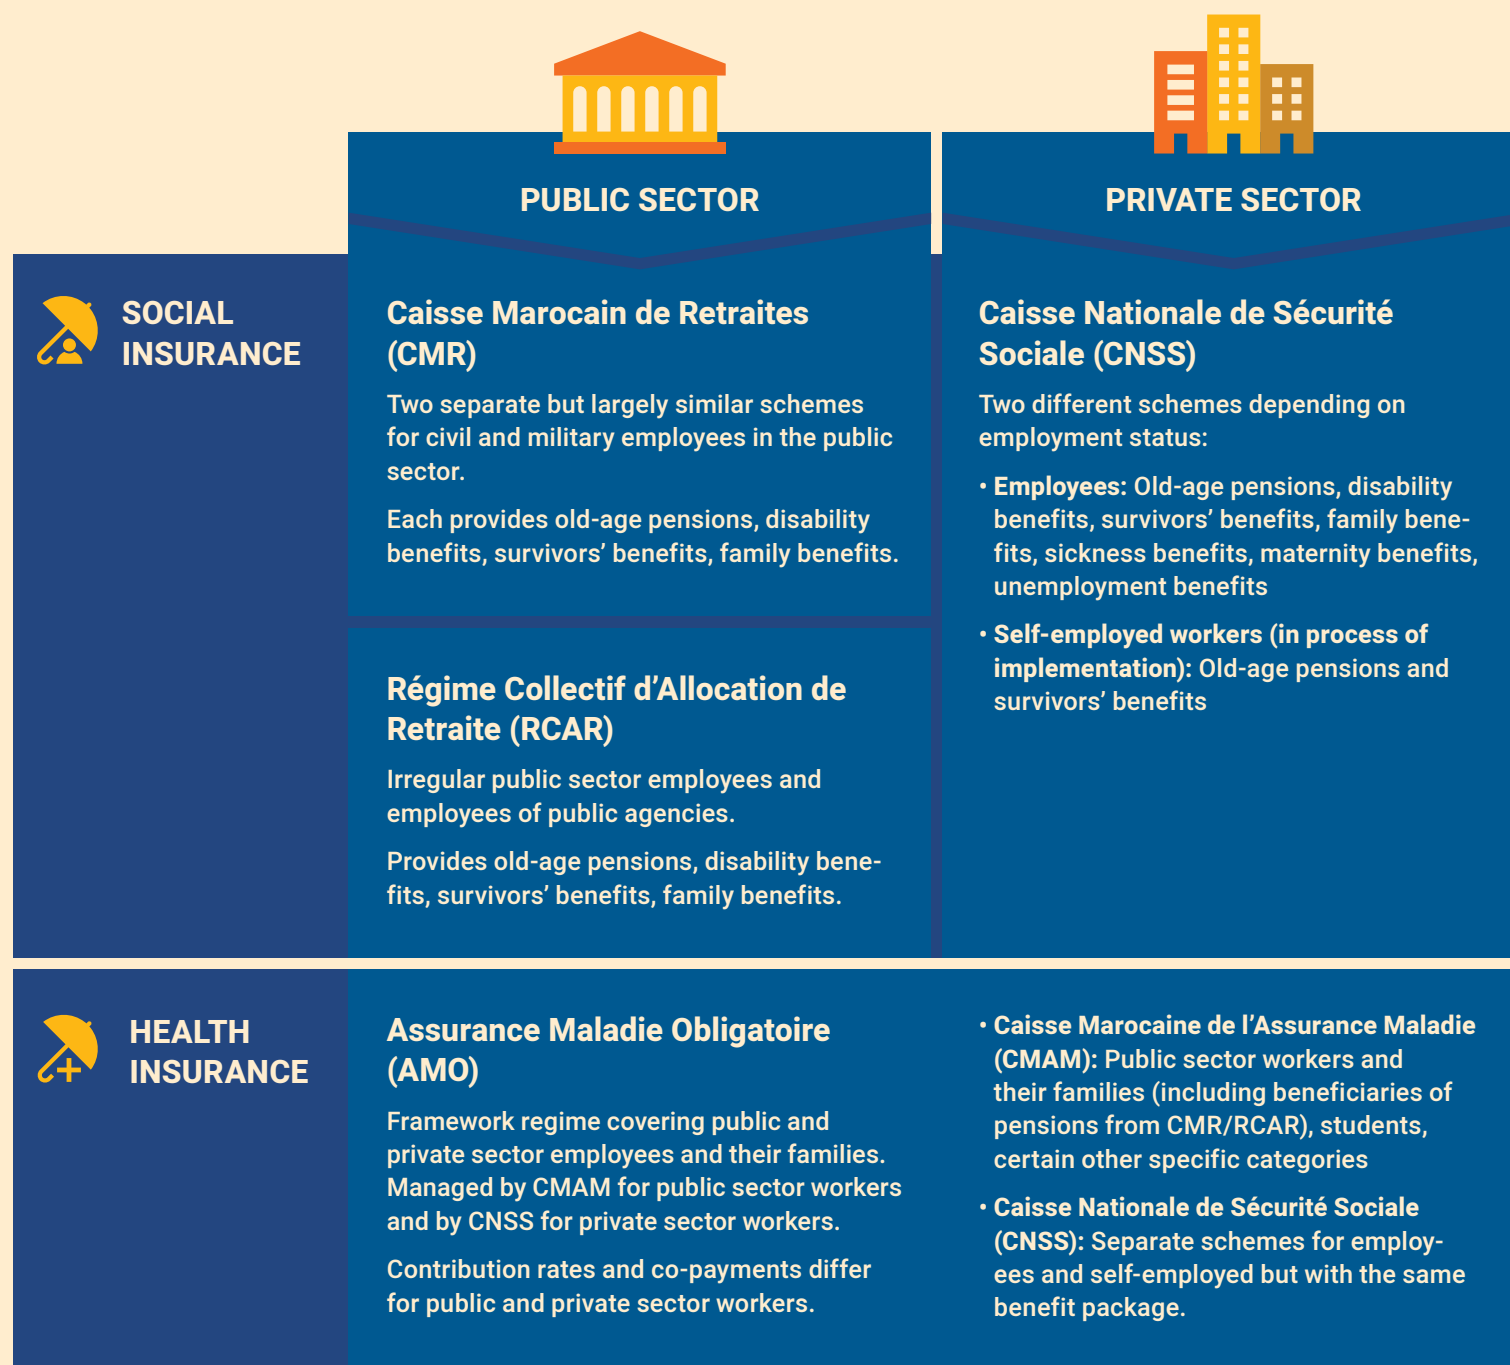 PUBLIC SECTOR
PRIVATE SECTOR
SOCIAL
INSURANCE
Caisse Marocain de Retraites
(CMR)
Two separate but largely similar schemes
for civil and military employees in the public
sector.
Each provides old-age pensions, disability
benefits, survivors’ benefits, family benefits.
Régime Collectif d’Allocation de
Retraite (RCAR)
Irregular public sector employees and
employees of public agencies.
Provides old-age pensions, disability bene-
fits, survivors’ benefits, family benefits.
Caisse Nationale de Sécurité
Sociale (CNSS)
Two different schemes depending on
employment status:
• Employees: Old-age pensions, disability
benefits, survivors’ benefits, family bene-
fits, sickness benefits, maternity benefits,
unemployment benefits
• Self-employed workers (in process of
implementation): Old-age pensions and
survivors’ benefits
HEALTH
INSURANCE
Assurance Maladie Obligatoire
(AMO)
Framework regime covering public and
private sector employees and their families.
Managed by CMAM for public sector workers
and by CNSS for private sector workers.
Contribution rates and co-payments differ
for public and private sector workers.
• Caisse Marocaine de l’Assurance Maladie
(CMAM): Public sector workers and
their families (including beneficiaries of
pensions from CMR/RCAR), students,
certain other specific categories
• Caisse Nationale de Sécurité Sociale
(CNSS): Separate schemes for employ-
ees and self-employed but with the same
benefit package.